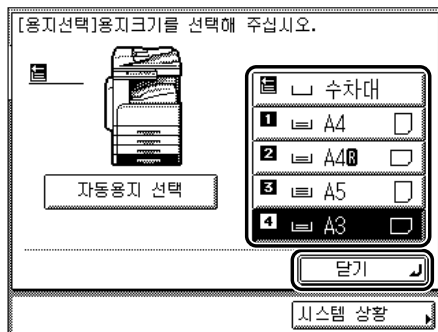 [용지선택]용지크기를 선택해 주십시오.
수차대
1 A4
2 A4R
3 A5
4 A3
자동용지 선택
닫기
시스템 상황